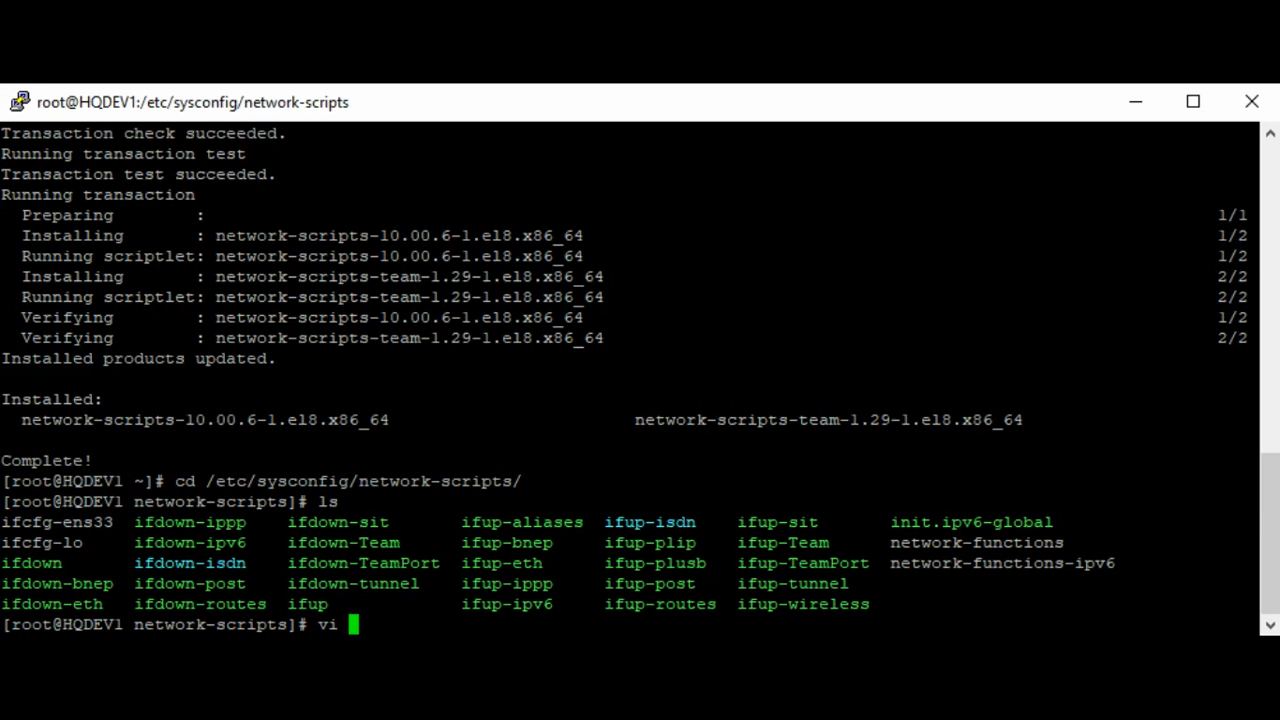 root@HQDEV1:/etc/sysconfig/network-scripts
Transaction check succeeded.
Running transaction test
Transaction test succeeded.
Running transaction
  Preparing        :                                                                                                    1/1
  Installing       : network-scripts-10.00.6-1.el8.x86_64                                                               1/2
  Running scriptlet: network-scripts-10.00.6-1.el8.x86_64                                                               1/2
  Installing       : network-scripts-team-1.29-1.el8.x86_64                                                             2/2
  Running scriptlet: network-scripts-team-1.29-1.el8.x86_64                                                             2/2
  Verifying        : network-scripts-10.00.6-1.el8.x86_64                                                               1/2
  Verifying        : network-scripts-team-1.29-1.el8.x86_64                                                             2/2
Installed products updated.
Installed:
  network-scripts-10.00.6-1.el8.x86_64                        network-scripts-team-1.29-1.el8.x86_64
Complete!
[root@HQDEV1 ~]# cd /etc/sysconfig/network-scripts/
[root@HQDEV1 network-scripts]# ls
ifcfg-ens33  ifdown-ippp    ifdown-sit       ifup-aliases  ifup-isdn    ifup-sit       init.ipv6-global
ifcfg-lo     ifdown-ipv6    ifdown-Team      ifup-bnep     ifup-plip    ifup-Team      network-functions
ifdown       ifdown-isdn    ifdown-TeamPort  ifup-eth      ifup-plusb   ifup-TeamPort  network-functions-ipv6
ifdown-bnep  ifdown-post    ifdown-tunnel    ifup-ippp     ifup-post    ifup-tunnel
ifdown-eth   ifdown-routes  ifup             ifup-ipv6     ifup-routes  ifup-wireless
[root@HQDEV1 network-scripts]# vi